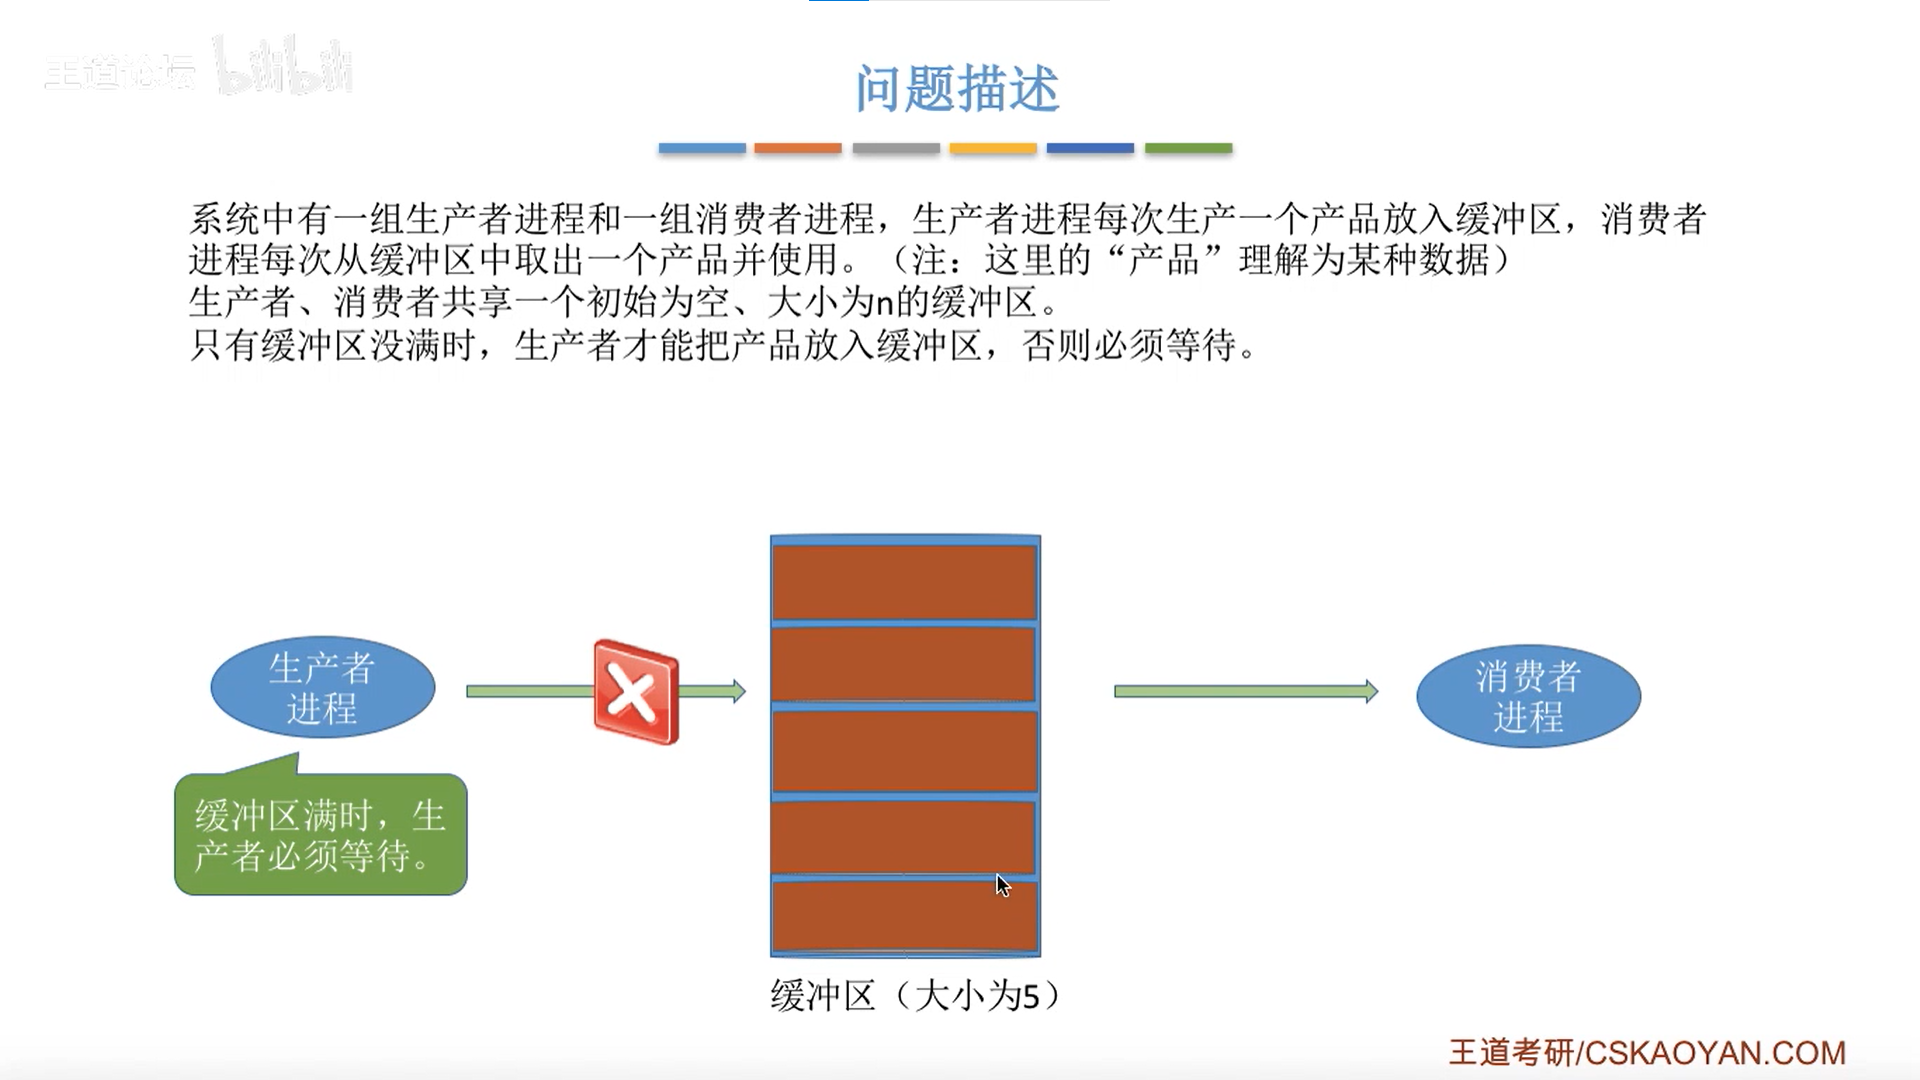 王道论坛 bilibili
问题描述
系统中有一组生产者进程和一组消费者进程，生产者进程每次生产一个产品放入缓冲区，消费者
进程每次从缓冲区中取出一个产品并使用。（注：这里的“产品”理解为某种数据）
生产者、消费者共享一个初始为空、大小为n的缓冲区。
只有缓冲区没满时，生产者才能把产品放入缓冲区，否则必须等待。
生产者
进程
消费者
进程
缓冲区满时，生
产者必须等待。
缓冲区（大小为5）
王道考研/CSKAOYAN.COM